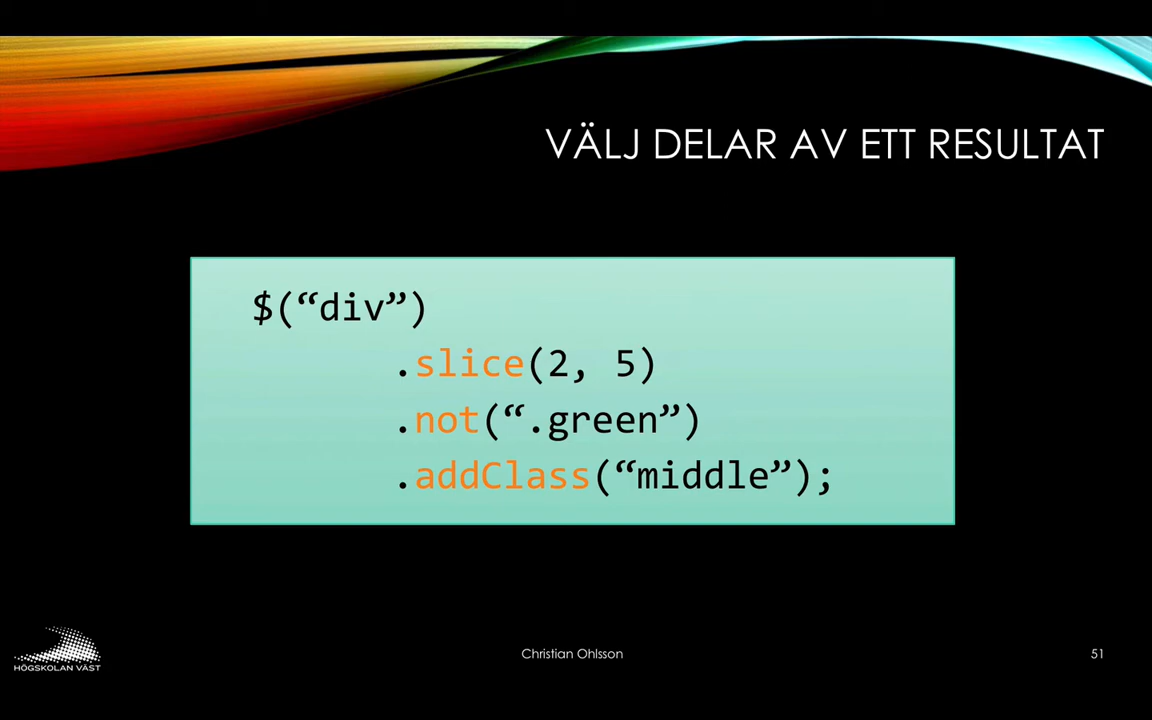 VÄLJ DELAR AV ETT RESULTAT
$(“div”)
.slice(2, 5)
.not(“.green”)
.addClass(“middle”);
HÖGSKOLAN VÄST
Christian Ohlsson
51